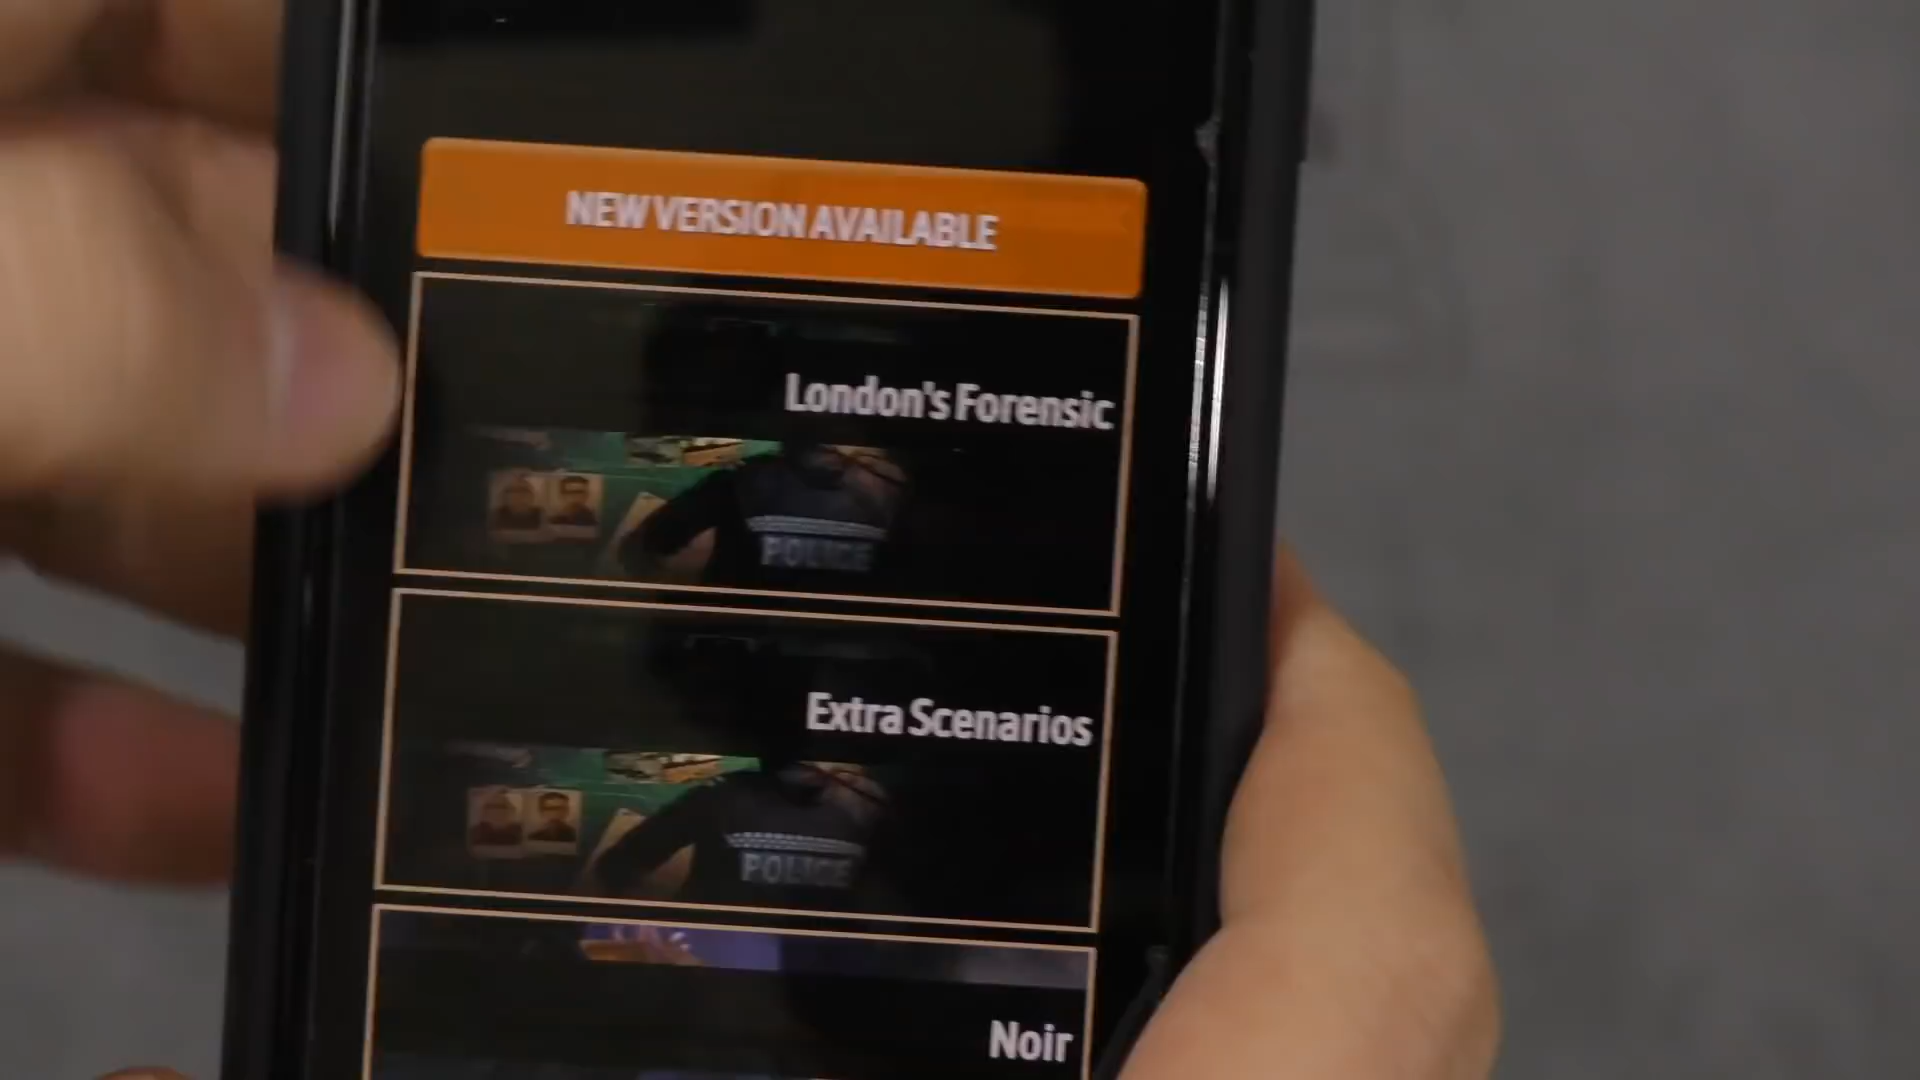 NEW VERSION AVAILABLE
London's Forensic
POLICE
Extra Scenarios
POLICE
Noir